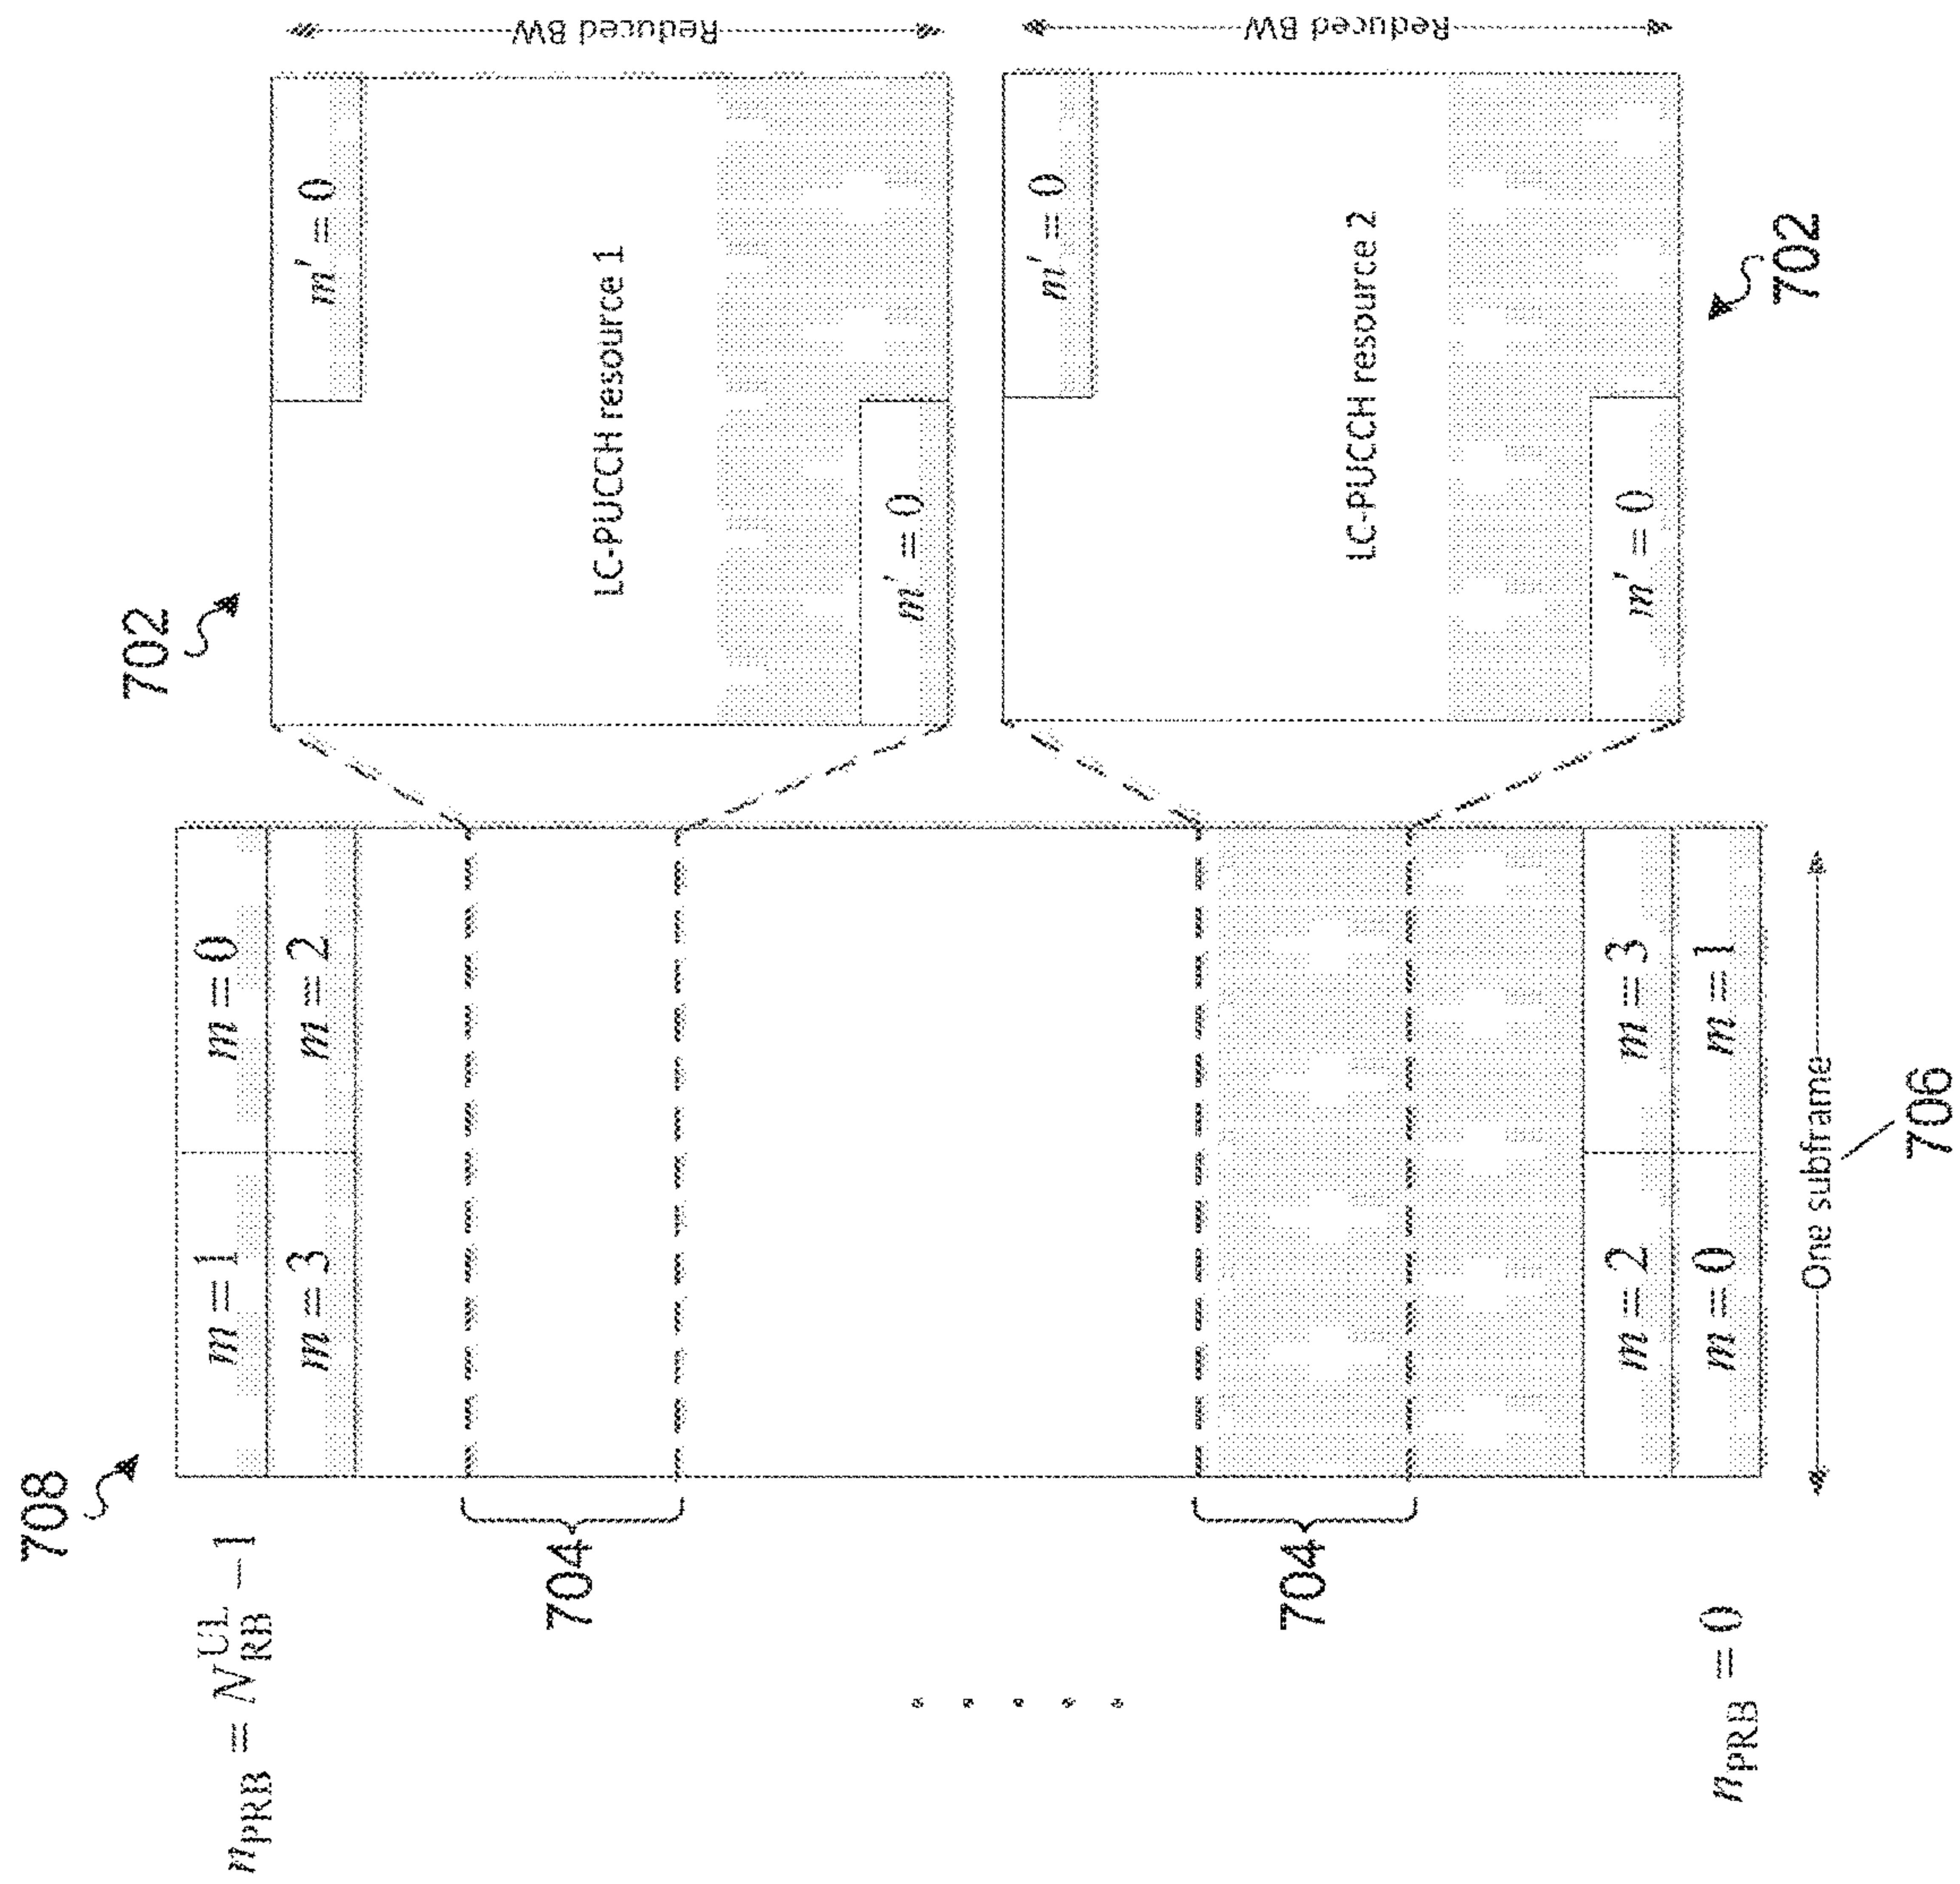 708
702
n_PRB = N_RB^UL −1
m = 1 m = 0
m = 3 m = 2
m′ = 0
704
LC-PUCCH resource 1
m′ = 0
Reduced BW
m′ = 0
704
LC-PUCCH resource 2
m′ = 0
Reduced BW
m = 2 m = 3
n_PRB = 0
m = 0 m = 1
702
One subframe
706